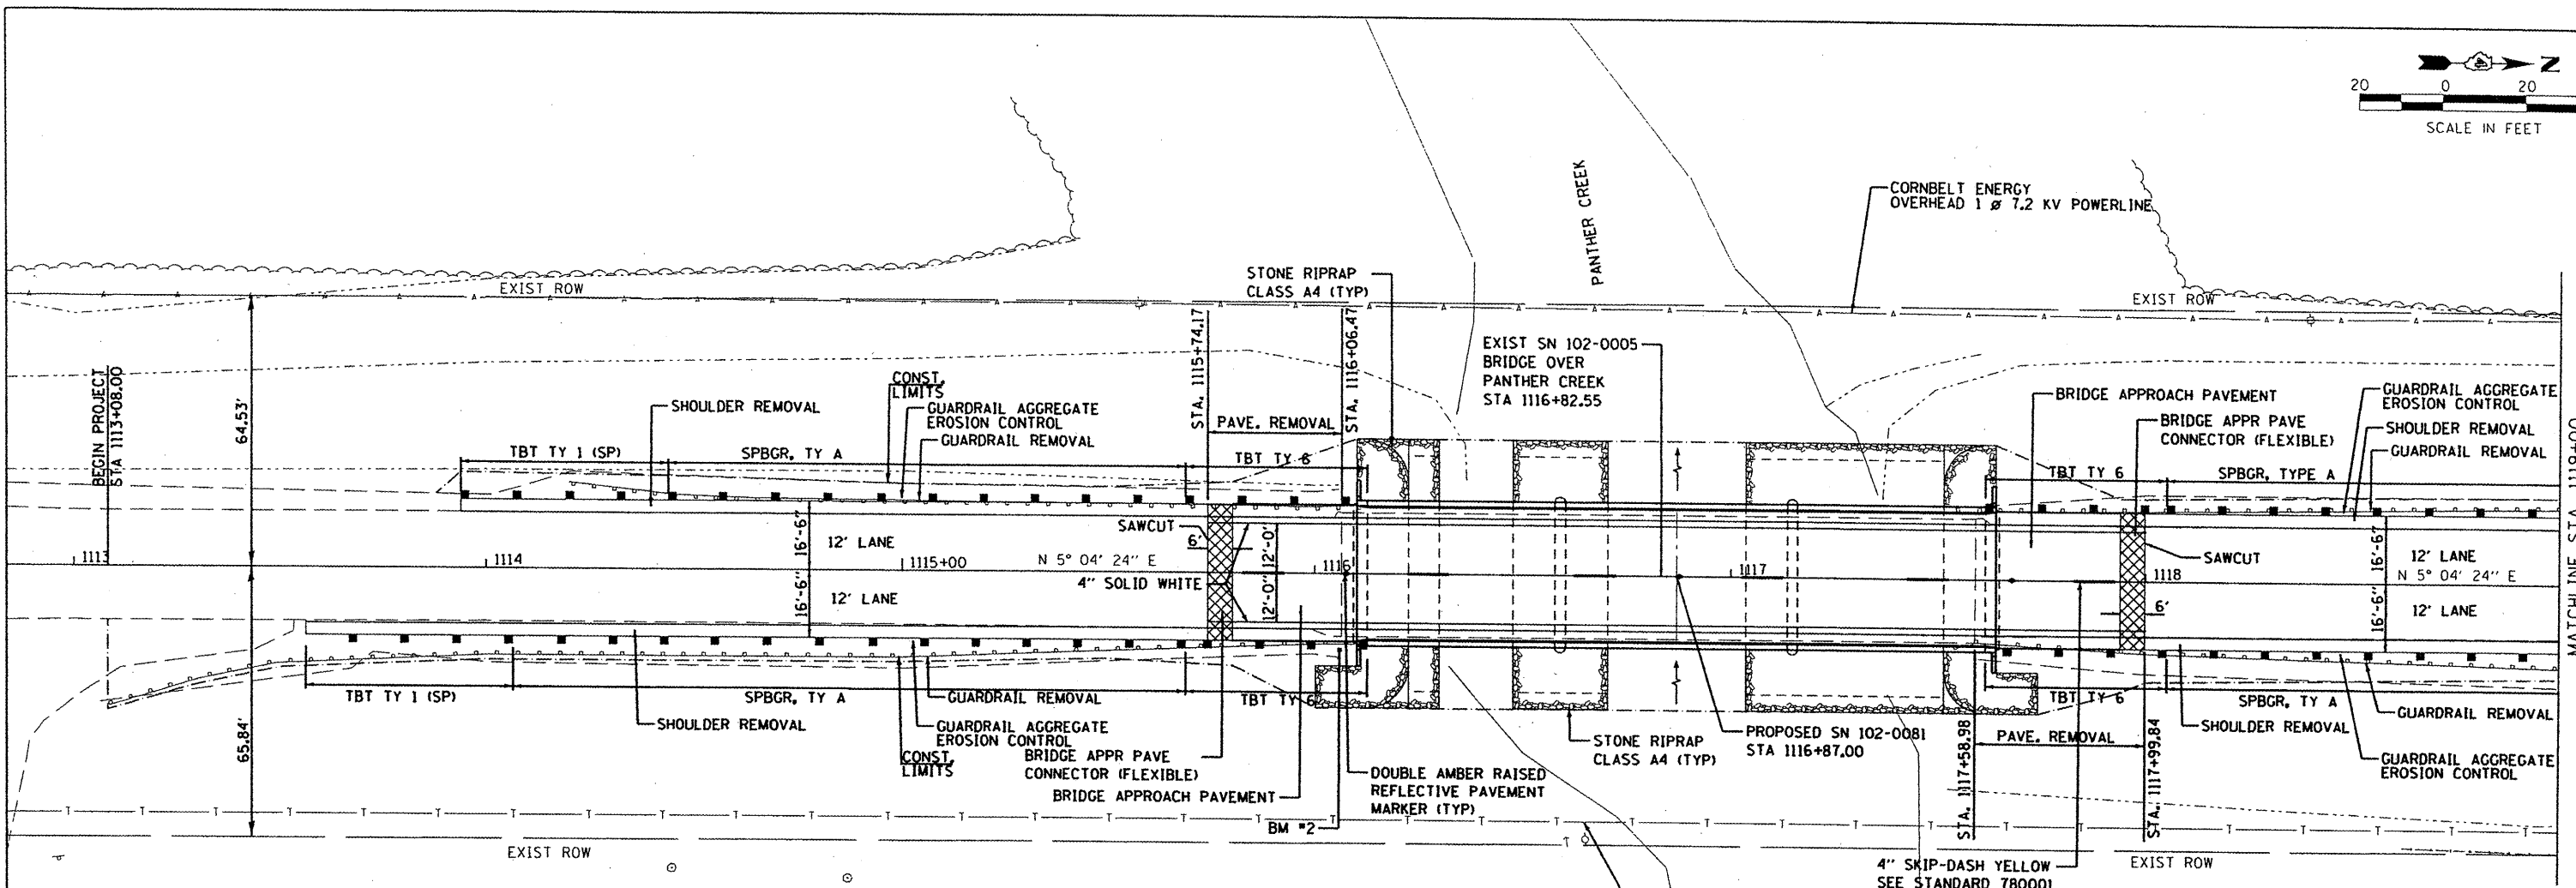 N
20 0 20
SCALE IN FEET
PANTHER CREEK
CORNBELT ENERGY
OVERHEAD 1 ø 7.2 KV POWERLINE
EXIST ROW
EXIST ROW
STONE RIPRAP
CLASS A4 (TYP)
STA. 1115+74.17
STA. 1116+06.47
PAVE. REMOVAL
EXIST SN 102-0005
BRIDGE OVER
PANTHER CREEK
STA 1116+82.55
BEGIN PROJECT
STA 1113+08.00
64.53'
CONST.
LIMITS
SHOULDER REMOVAL
GUARDRAIL AGGREGATE
EROSION CONTROL
GUARDRAIL REMOVAL
TBT TY 1 (SP)
SPBGR, TY A
TBT TY 6
BRIDGE APPROACH PAVEMENT
BRIDGE APPR PAVE
CONNECTOR (FLEXIBLE)
GUARDRAIL AGGREGATE
EROSION CONTROL
SHOULDER REMOVAL
GUARDRAIL REMOVAL
TBT TY 6
SPBGR, TYPE A
MATCHLINE STA. 1118+00
SAWCUT
6'
16'-6"
16'-6"
12' LANE
12' LANE
1113
1114
1115+00
N 5° 04' 24" E
4" SOLID WHITE
12'-0"
12'-0"
1116
1117
1118
SAWCUT
6'
16'-6"
16'-6"
12' LANE
N 5° 04' 24" E
12' LANE
65.84'
TBT TY 1 (SP)
SPBGR, TY A
TBT TY 6
GUARDRAIL REMOVAL
SHOULDER REMOVAL
GUARDRAIL AGGREGATE
EROSION CONTROL
CONST.
LIMITS
BRIDGE APPR PAVE
CONNECTOR (FLEXIBLE)
BRIDGE APPROACH PAVEMENT
BM #2
DOUBLE AMBER RAISED
REFLECTIVE PAVEMENT
MARKER (TYP)
STONE RIPRAP
CLASS A4 (TYP)
PROPOSED SN 102-0081
STA 1116+87.00
STA. 1117+58.98
PAVE. REMOVAL
STA. 1117+99.84
TBT TY 6
SPBGR, TY A
SHOULDER REMOVAL
GUARDRAIL REMOVAL
GUARDRAIL AGGREGATE
EROSION CONTROL
EXIST ROW
EXIST ROW
4" SKIP-DASH YELLOW
SEE STANDARD 780001